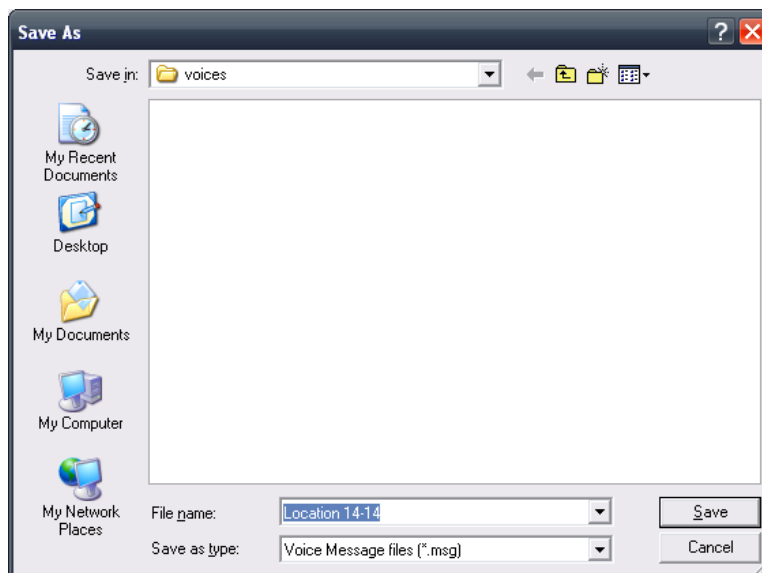 Save As
Save in: voices
My Recent
Documents
Desktop
My Documents
My Computer
My Network
Places
File name: Location 14-14 Save
Save as type: Voice Message files (*.msg) Cancel